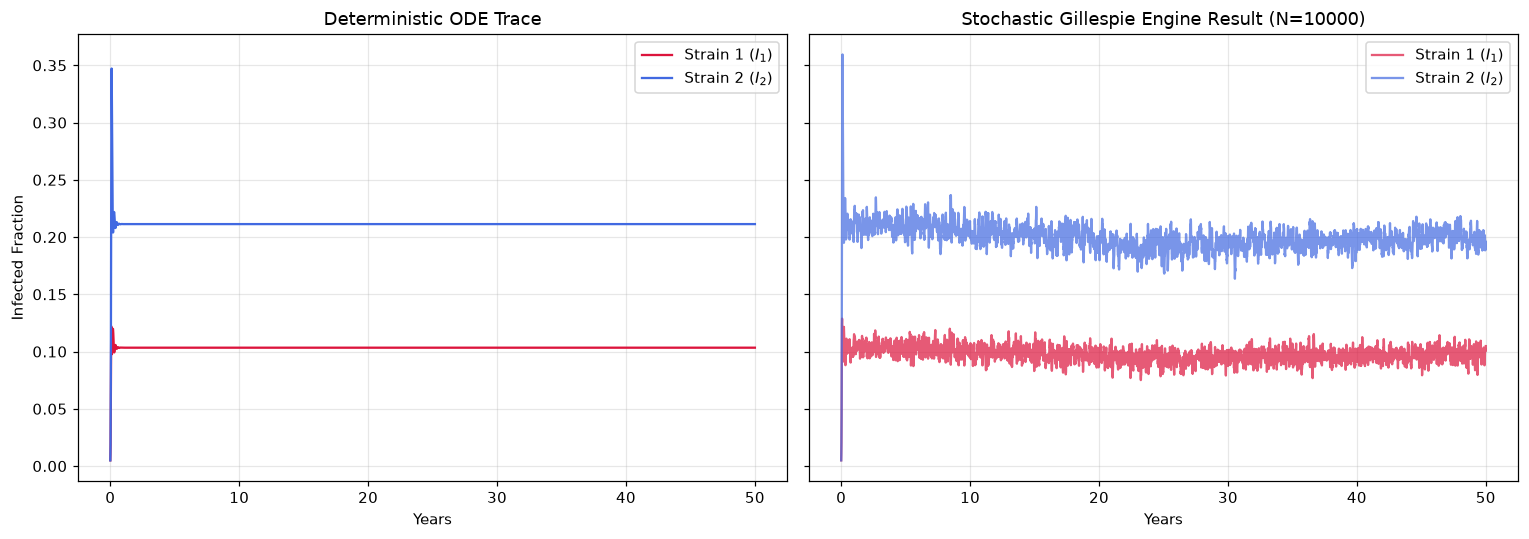 Deterministic ODE Trace
Strain 1 (I₁)
Strain 2 (I₂)
Infected Fraction
0.35
0.30
0.25
0.20
0.15
0.10
0.05
0.00
0 10 20 30 40 50
Years
Stochastic Gillespie Engine Result (N=10000)
Strain 1 (I₁)
Strain 2 (I₂)
0 10 20 30 40 50
Years